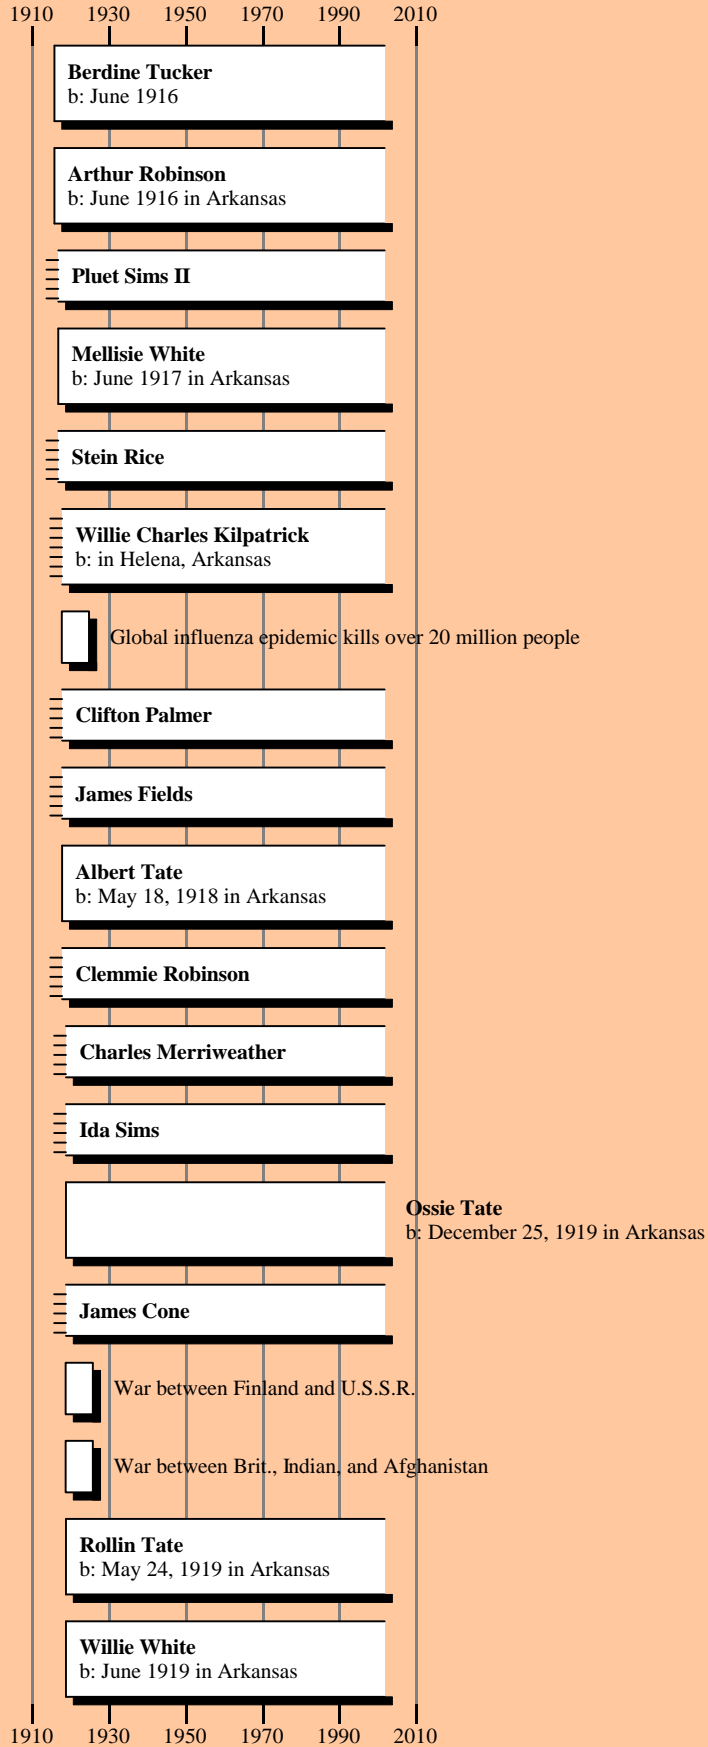 1910 1930 1950 1970 1990 2010
Berdine Tucker
b: June 1916
Arthur Robinson
b: June 1916 in Arkansas
Pluet Sims II
Mellisie White
b: June 1917 in Arkansas
Stein Rice
Willie Charles Kilpatrick
b: in Helena, Arkansas
Global influenza epidemic kills over 20 million people
Clifton Palmer
James Fields
Albert Tate
b: May 18, 1918 in Arkansas
Clemmie Robinson
Charles Merriweather
Ida Sims
Ossie Tate
b: December 25, 1919 in Arkansas
James Cone
War between Finland and U.S.S.R.
War between Brit., Indian, and Afghanistan
Rollin Tate
b: May 24, 1919 in Arkansas
Willie White
b: June 1919 in Arkansas
1910 1930 1950 1970 1990 2010